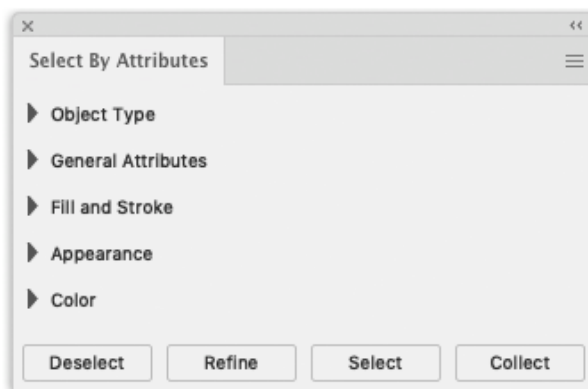 Select By Attributes
Object Type
General Attributes
Fill and Stroke
Appearance
Color
Deselect Refine Select Collect